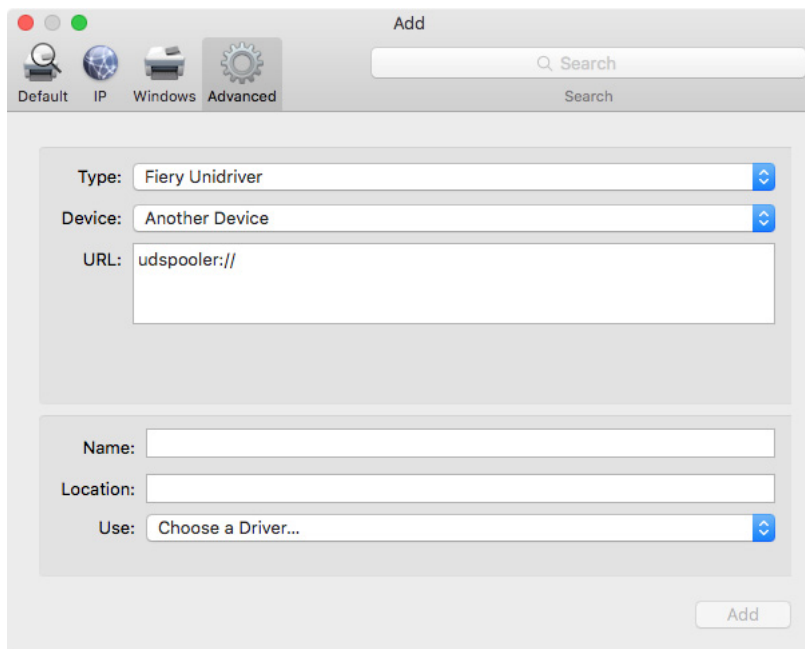 Add
Default IP Windows Advanced
Search
Search
Type: Fiery Unidriver
Device: Another Device
URL: udspooler://
Name:
Location:
Use: Choose a Driver...
Add